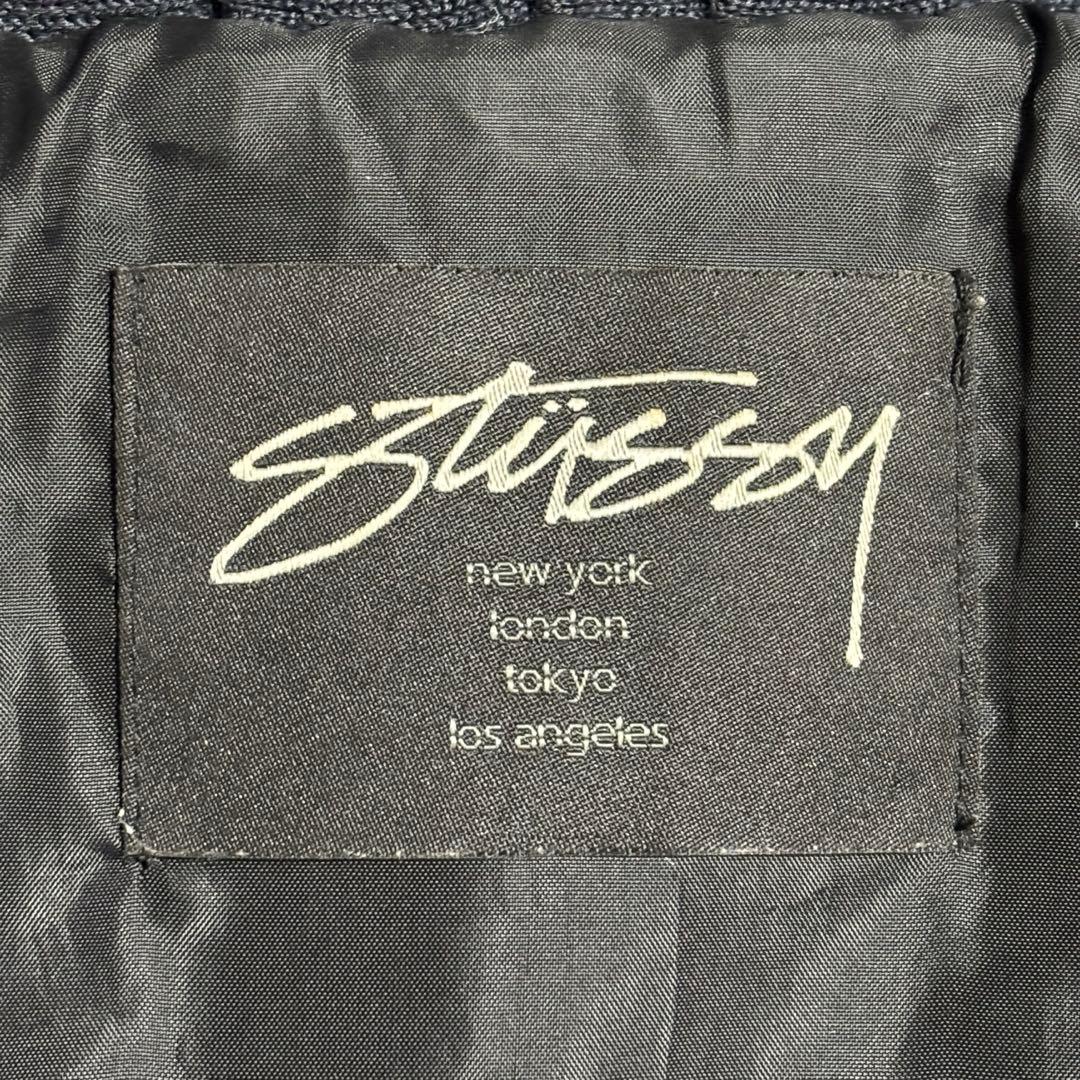 stüssy
new york
london
tokyo
los angeles